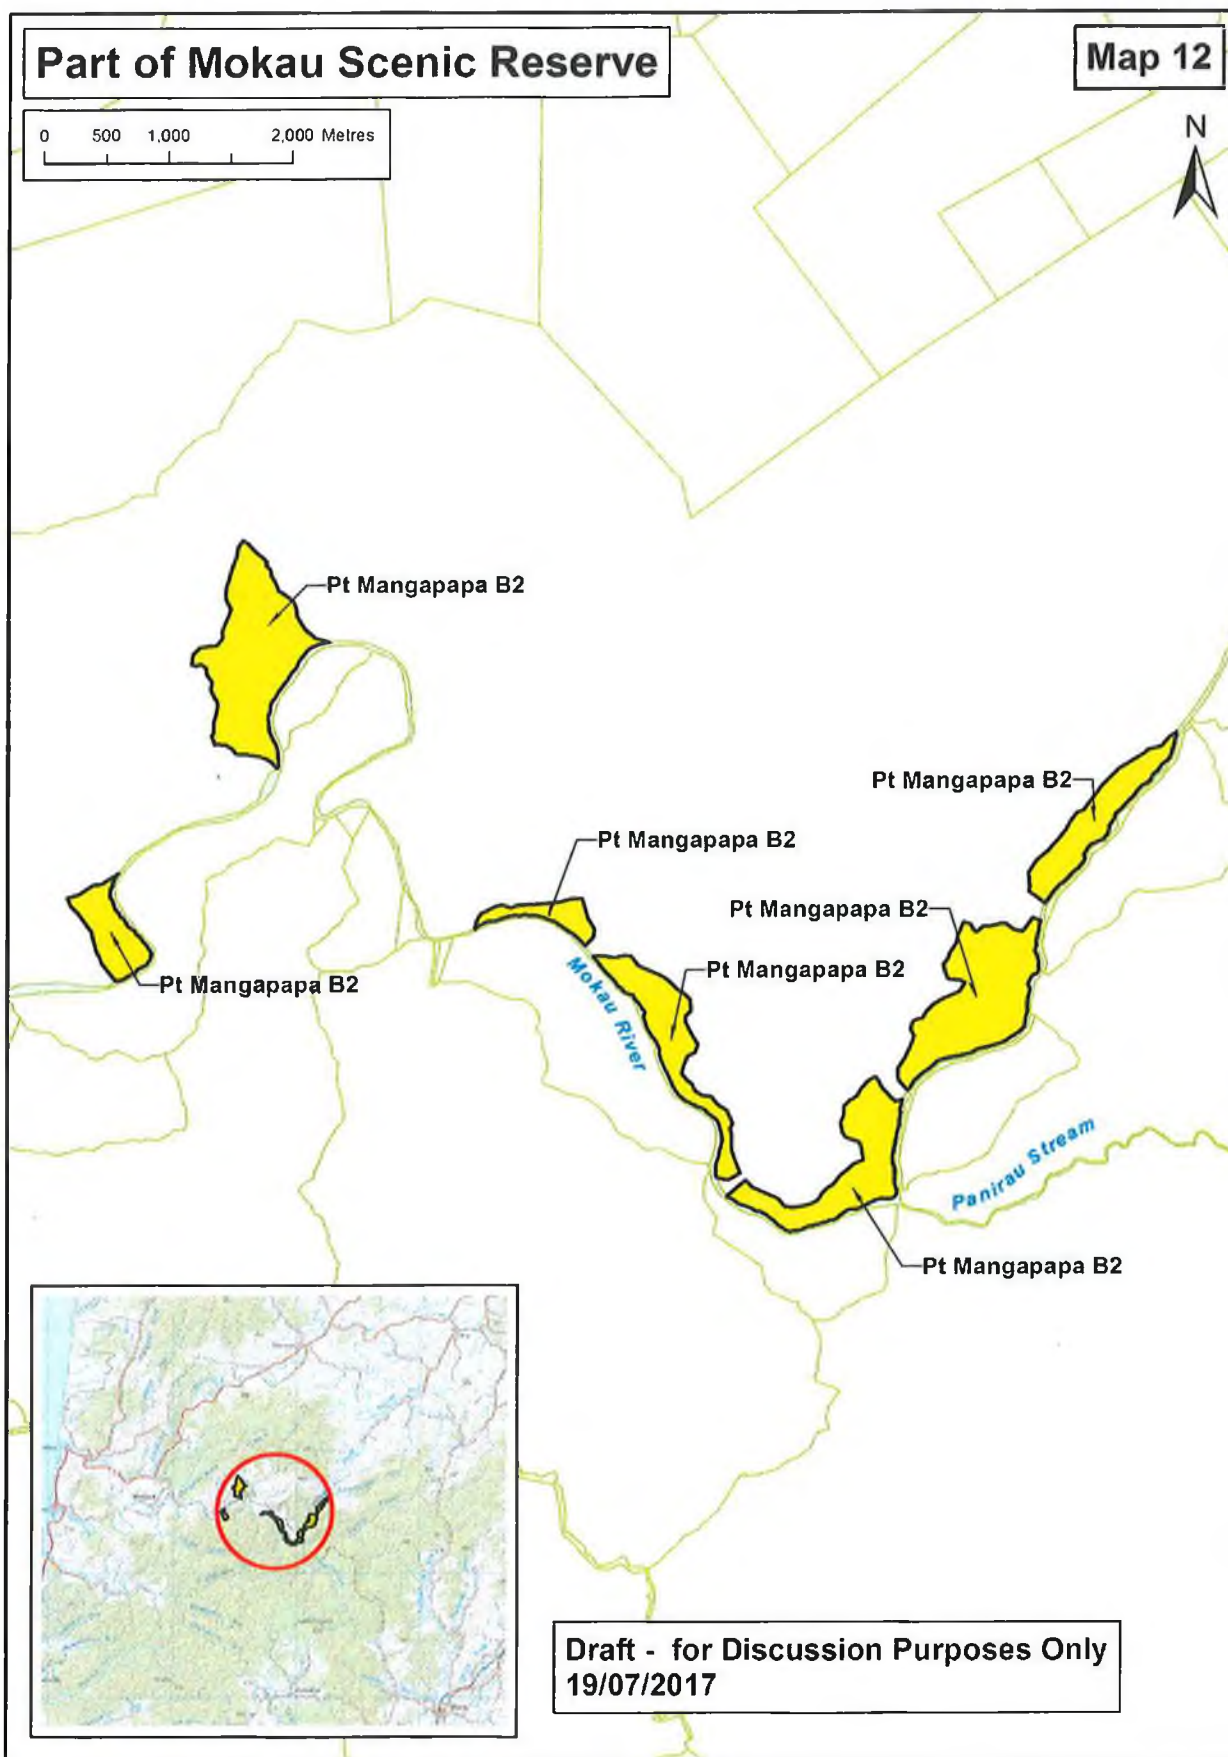 Part of Mokau Scenic Reserve
Map 12
0 500 1,000 2,000 Metres
N
Pt Mangapapa B2
Pt Mangapapa B2
Pt Mangapapa B2
Pt Mangapapa B2
Pt Mangapapa B2
Pt Mangapapa B2
Mokau River
Panirau Stream
Pt Mangapapa B2
Draft - for Discussion Purposes Only
19/07/2017